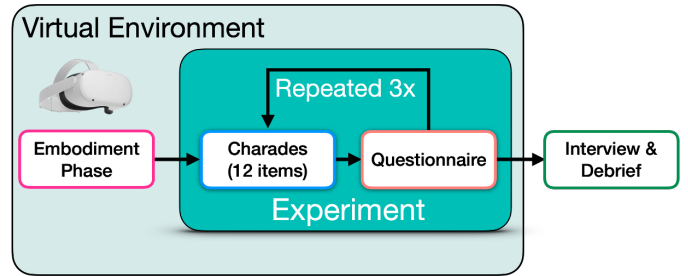 Virtual Environment
Repeated 3x
Embodiment
Phase
Charades
(12 items)
Questionnaire
Interview &
Debrief
Experiment